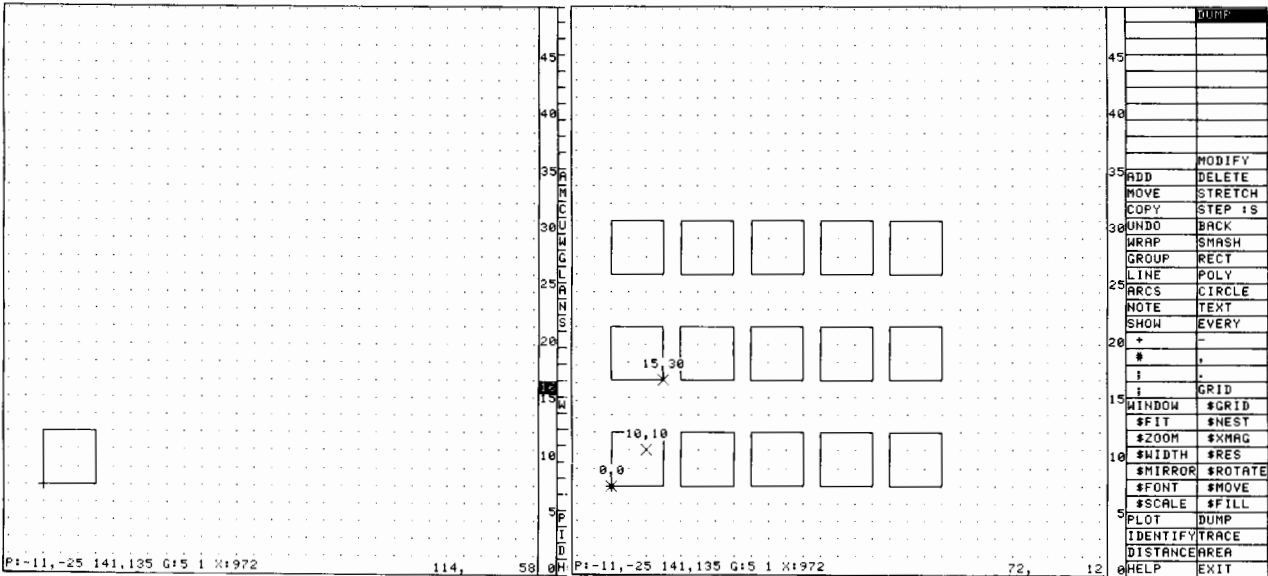 DUMP
45
45
40
40
MODIFY
35
35
ADD DELETE
MOVE STRETCH
COPY STEP :S
30
30
UNDO BACK
WRAP SMASH
GROUP RECT
25
25
LINE POLY
ARCS CIRCLE
NOTE TEXT
SHOW EVERY
20
20
+ -
15,30
# ,
: .
; GRID
15
15
WINDOW $GRID
$FIT $NEST
10,10
$ZOOM $XMAG
10
10
$WIDTH $RES
0,0
$MIRROR $ROTATE
$FONT $MOVE
$SCALE $FILL
5
5
PLOT DUMP
IDENTIFY TRACE
DISTANCE AREA
P:-11,-25 141,135 G:5 1 X:972 114, 58 0 H
P:-11,-25 141,135 G:5 1 X:972 72, 12 0
HELP EXIT